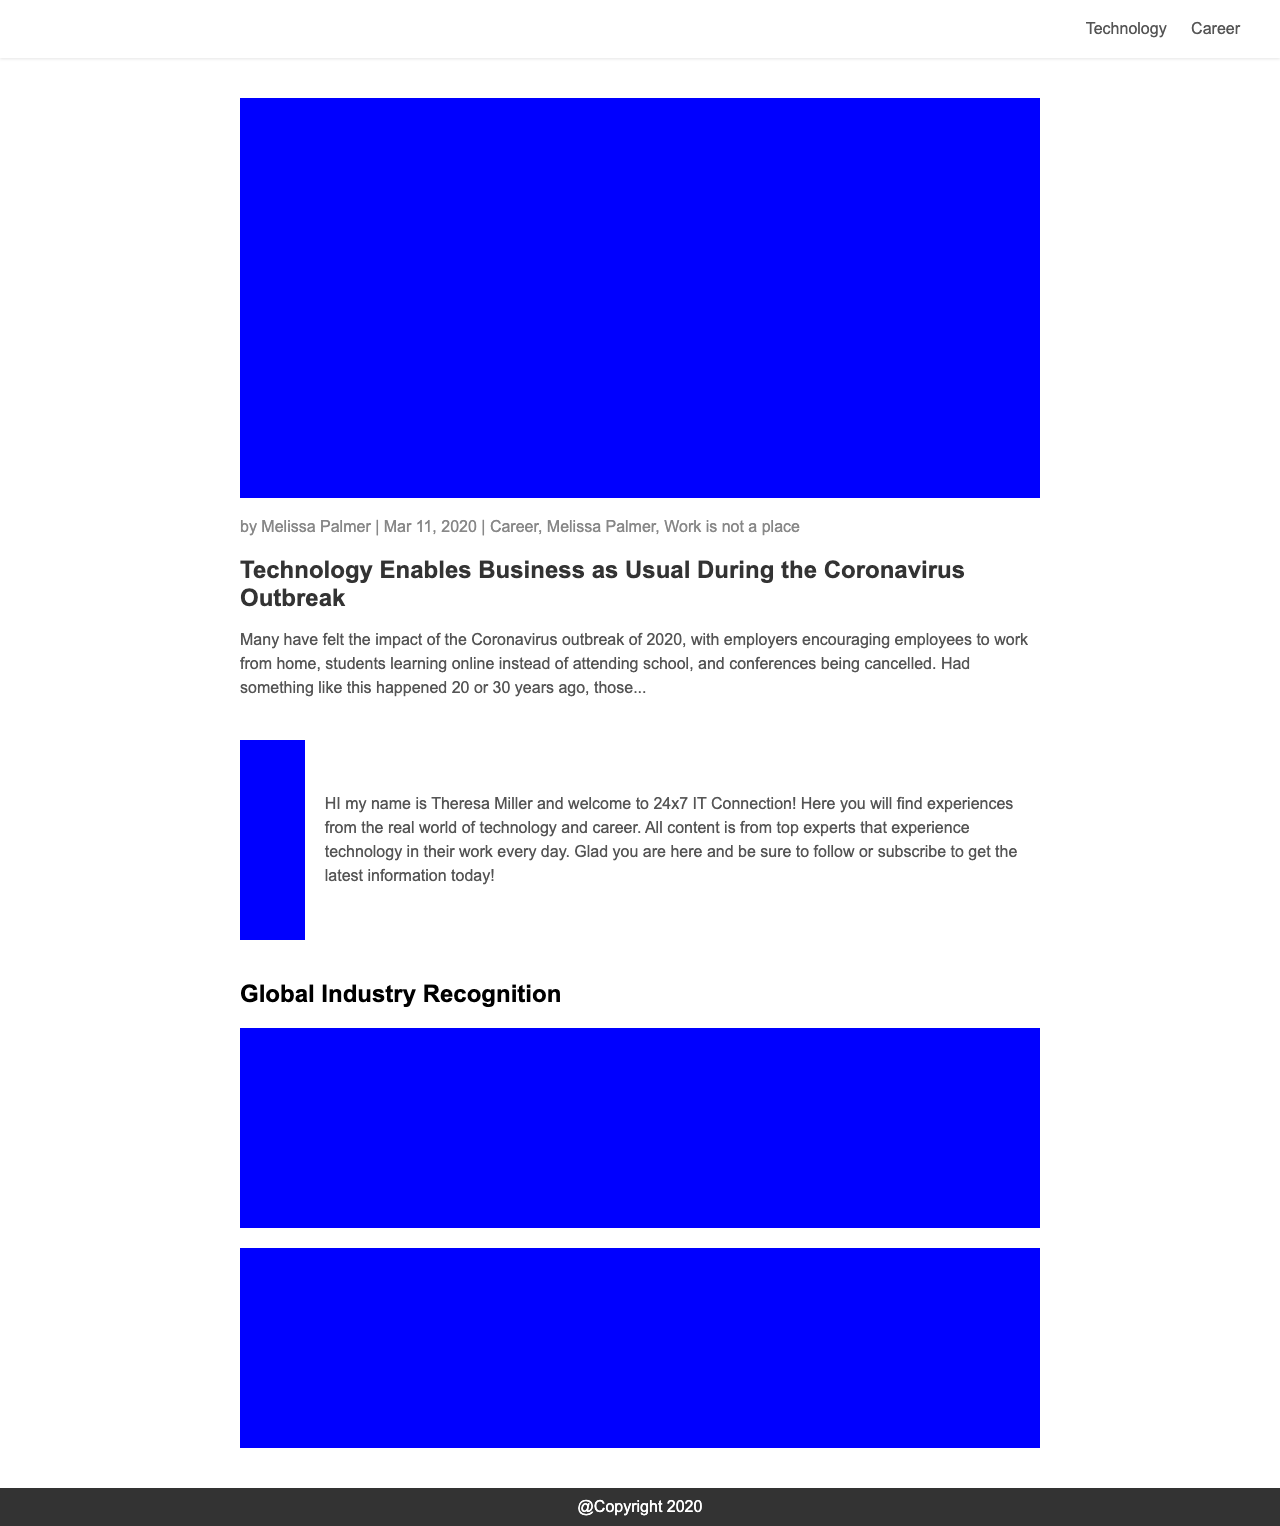 Technology Career
by Melissa Palmer | Mar 11, 2020 | Career, Melissa Palmer, Work is not a place
Technology Enables Business as Usual During the Coronavirus
Outbreak
Many have felt the impact of the Coronavirus outbreak of 2020, with employers encouraging employees to work
from home, students learning online instead of attending school, and conferences being cancelled. Had
something like this happened 20 or 30 years ago, those...
HI my name is Theresa Miller and welcome to 24x7 IT Connection! Here you will find experiences
from the real world of technology and career. All content is from top experts that experience
technology in their work every day. Glad you are here and be sure to follow or subscribe to get the
latest information today!
Global Industry Recognition
@Copyright 2020